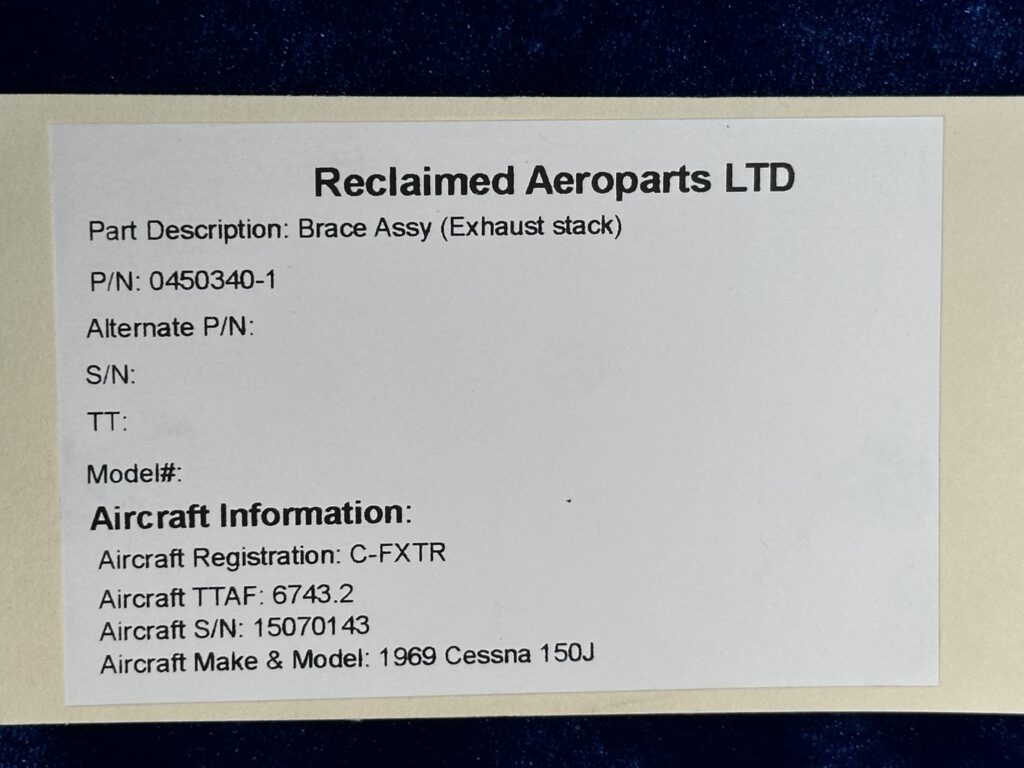 Reclaimed Aeroparts LTD
Part Description: Brace Assy (Exhaust stack)
P/N: 0450340-1
Alternate P/N:
S/N:
TT:
Model#:
Aircraft Information:
Aircraft Registration: C-FXTR
Aircraft TTAF: 6743.2
Aircraft S/N: 15070143
Aircraft Make & Model: 1969 Cessna 150J